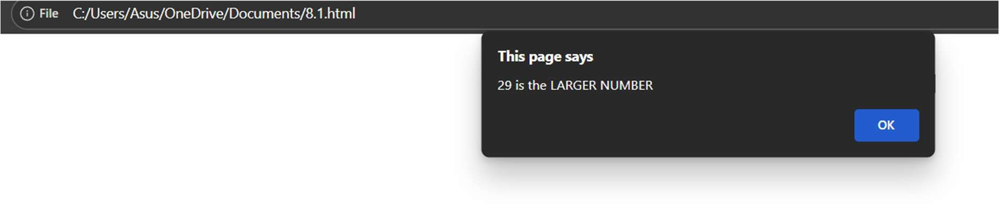 File C:/Users/Asus/OneDrive/Documents/8.1.html
This page says
29 is the LARGER NUMBER
OK